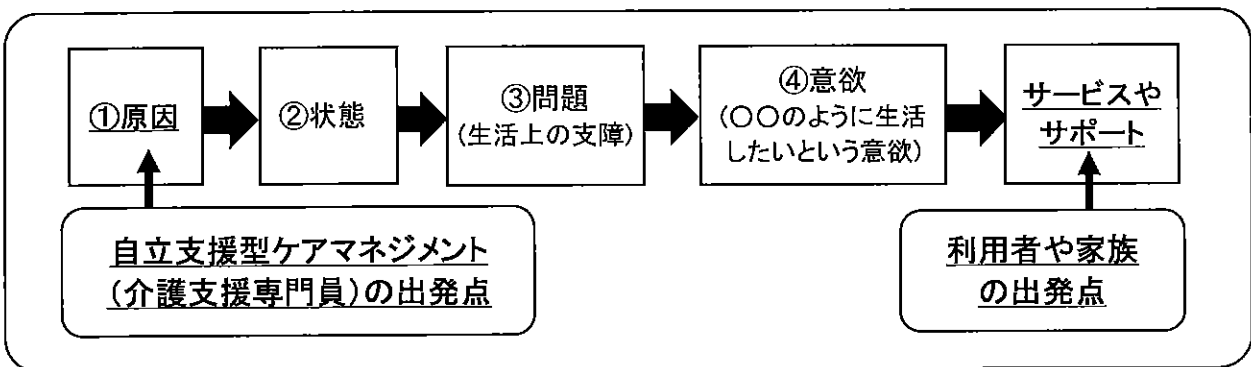 ①原因
②状態
③問題
(生活上の支障)
④意欲
(〇〇のように生活
したいという意欲)
サービスや
サポート
自立支援型ケアマネジメント
(介護支援専門員)の出発点
利用者や家族
の出発点